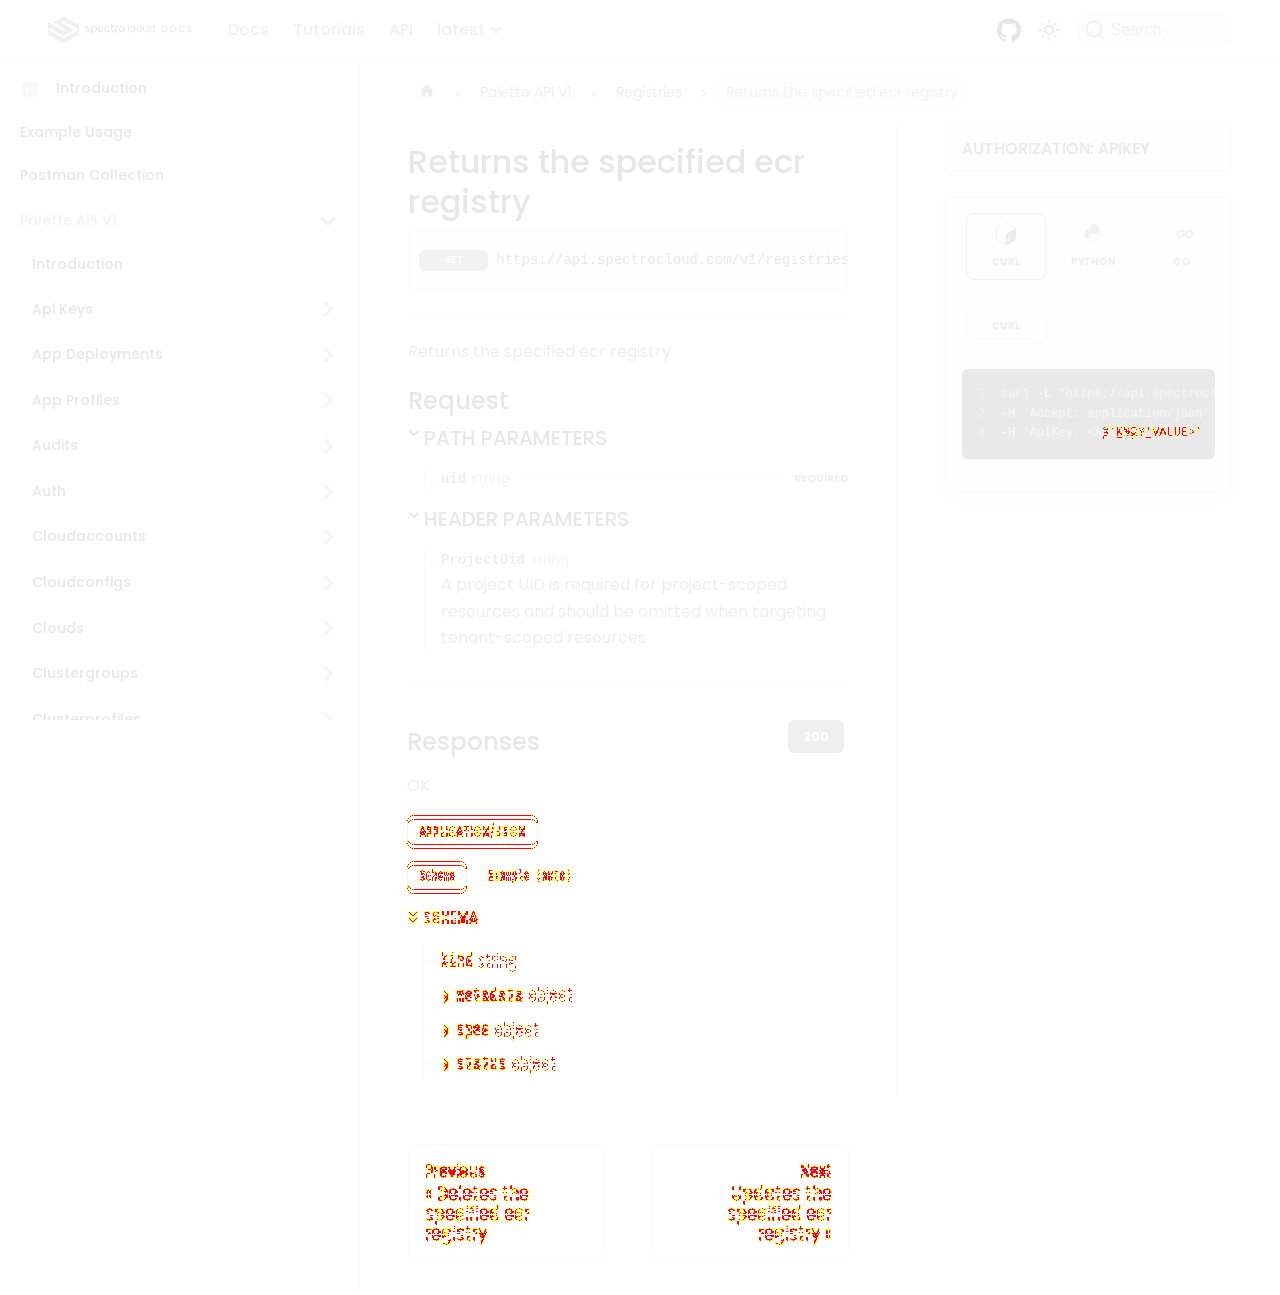 spectro cloud DOCS
Docs
Tutorials
API
latest
Search
Introduction
Example Usage
Postman Collection
Palette API V1
Introduction
Api Keys
App Deployments
App Profiles
Audits
Auth
Cloudaccounts
Cloudconfigs
Clouds
Clustergroups
Clusterprofiles
Palette API V1
Registries
Returns the specified ecr registry
Returns the specified ecr
registry
GET https://api.spectrocloud.com/v1/registries
Returns the specified ecr registry
Request
PATH PARAMETERS
uid string REQUIRED
HEADER PARAMETERS
ProjectUid string
A project UID is required for project-scoped
resources and should be omitted when targeting
tenant-scoped resources
Responses
200
OK
APPLICATION/JSON
Schema Example (auto)
SCHEMA
kind string
metadata object
spec object
status object
Previous
« Deletes the
specified ecr
registry
Next
Updates the
specified ecr
registry »
AUTHORIZATION: APIKEY
CURL PYTHON GO
CURL
1 curl -L 'https://api.spectrocl
2 -H 'Accept: application/json'
3 -H 'ApiKey: